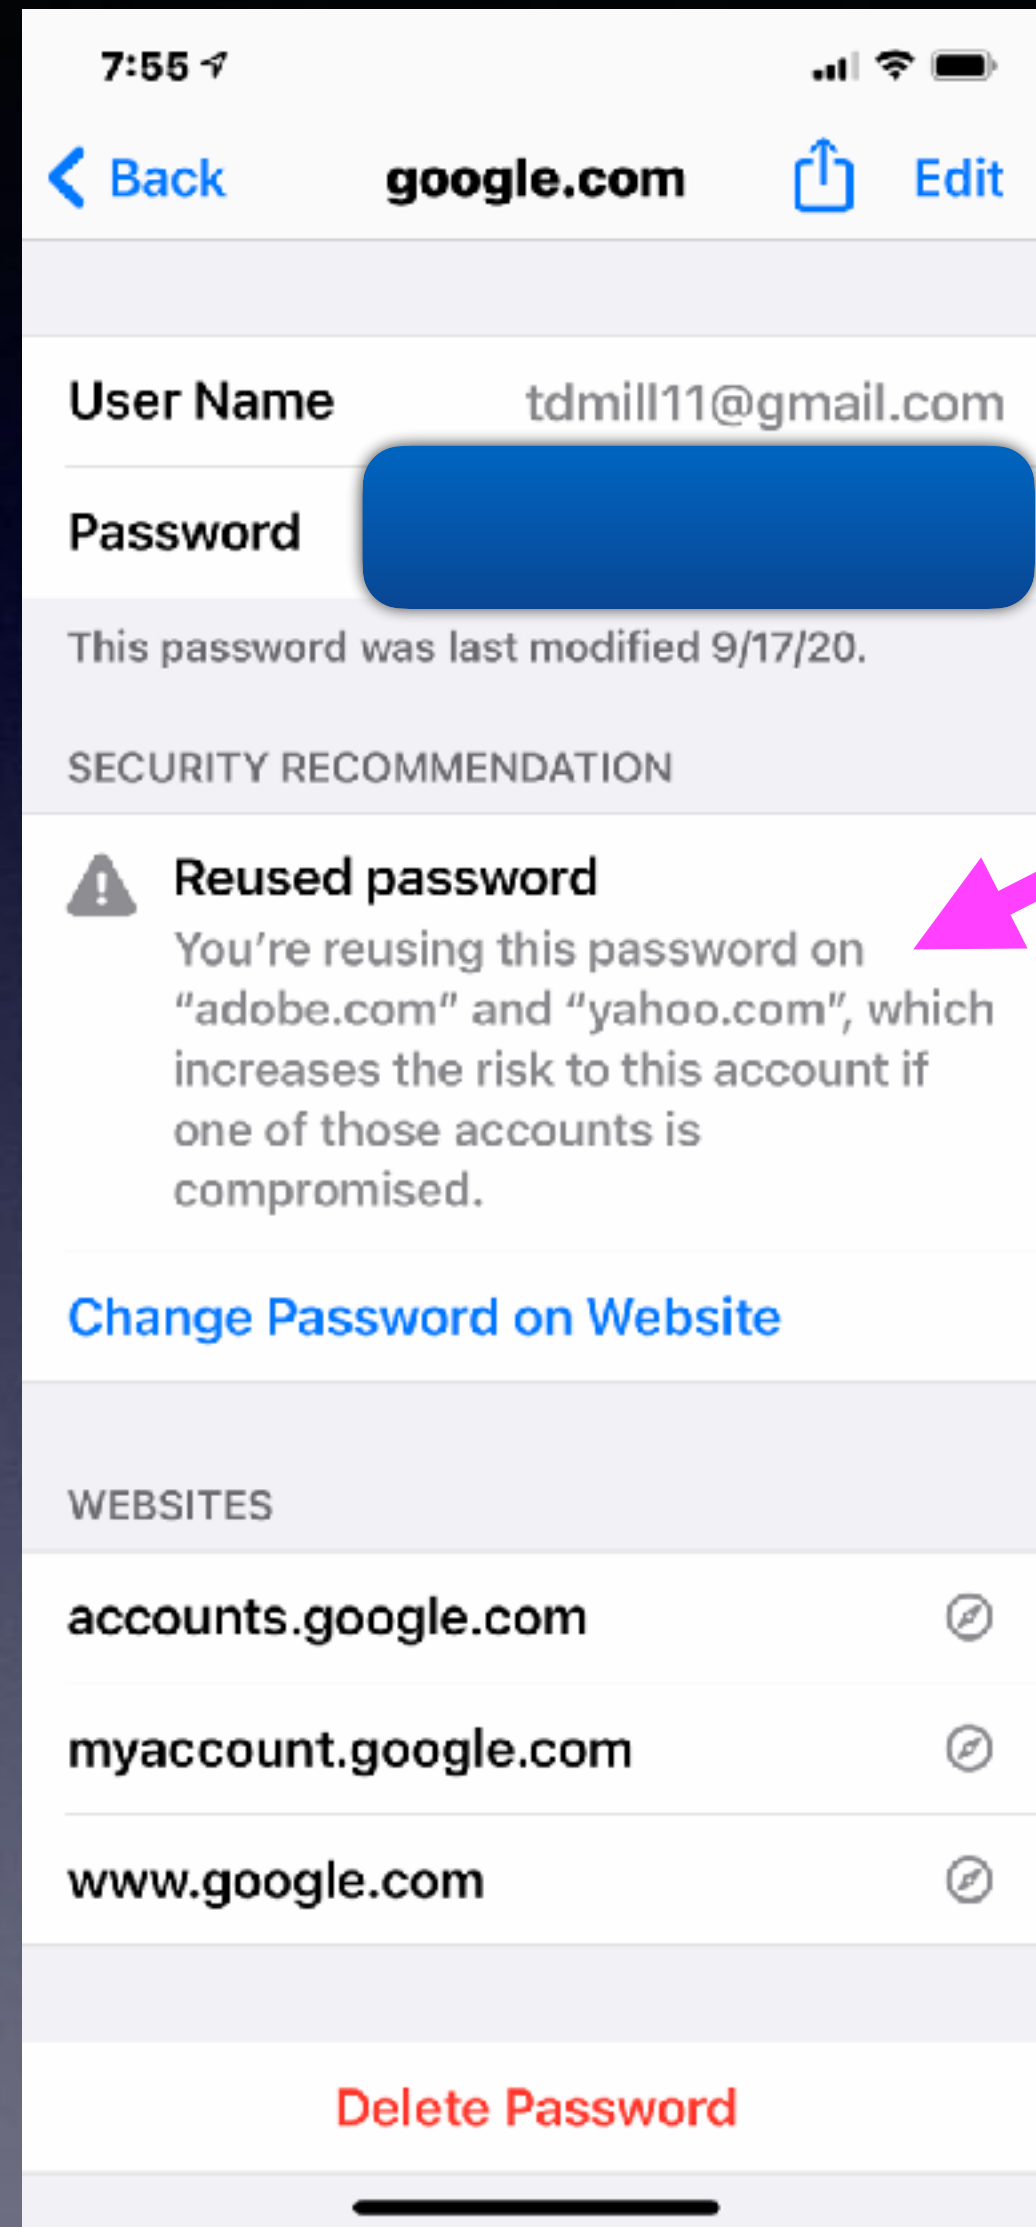 7:55
Back google.com Edit
User Name tdmill11@gmail.com
Password
This password was last modified 9/17/20.
SECURITY RECOMMENDATION
Reused password
You’re reusing this password on
“adobe.com” and “yahoo.com”, which
increases the risk to this account if
one of those accounts is
compromised.
Change Password on Website
WEBSITES
accounts.google.com
myaccount.google.com
www.google.com
Delete Password